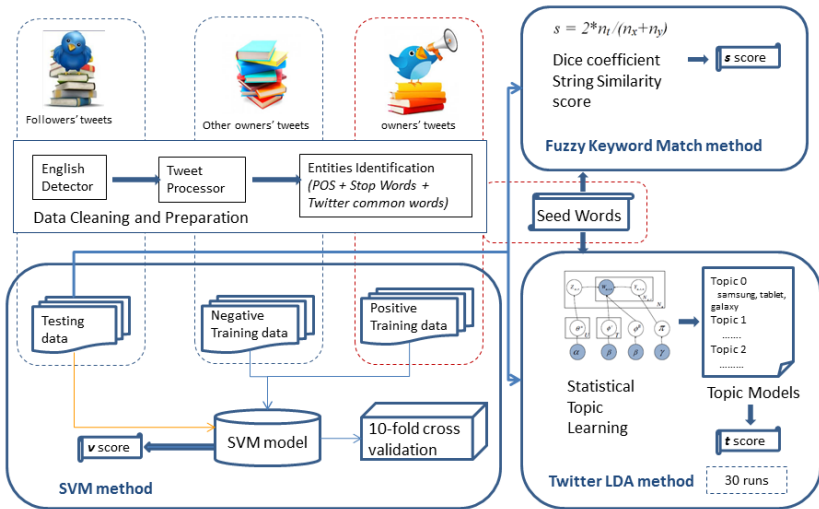 Followers' tweets
Other owners' tweets
owners' tweets
English
Detector
Tweet
Processor
Entities Identification
(POS + Stop Words +
Twitter common words)
Data Cleaning and Preparation
s = 2*nt/(nx+ny)
Dice coefficient
String Similarity
score
s score
Fuzzy Keyword Match method
Seed Words
Testing
data
Negative
Training data
Positive
Training data
SVM model
10-fold cross
validation
v score
SVM method
α
β
β
γ
π
Statistical
Topic
Learning
Topic 0
samsung, tablet,
galaxy
Topic 1
.......
Topic 2
.........
Topic Models
t score
Twitter LDA method
30 runs